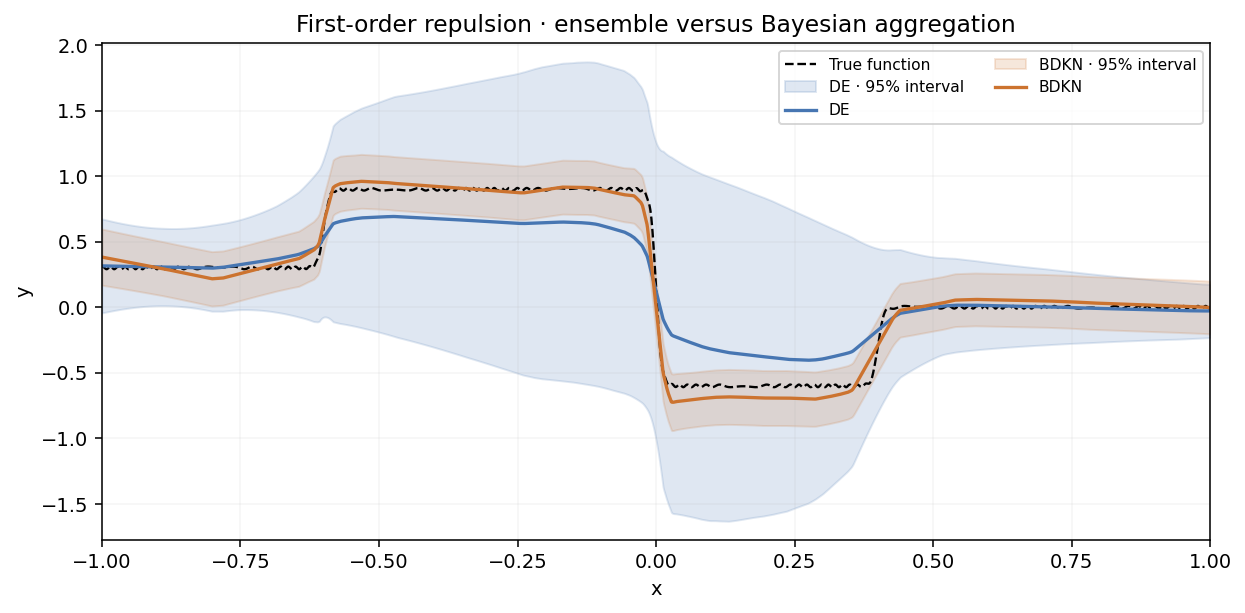 First-order repulsion · ensemble versus Bayesian aggregation
True function
DE · 95% interval
DE
BDKN · 95% interval
BDKN
y
2.0
1.5
1.0
0.5
0.0
−0.5
−1.0
−1.5
−1.00 −0.75 −0.50 −0.25 0.00 0.25 0.50 0.75 1.00
x